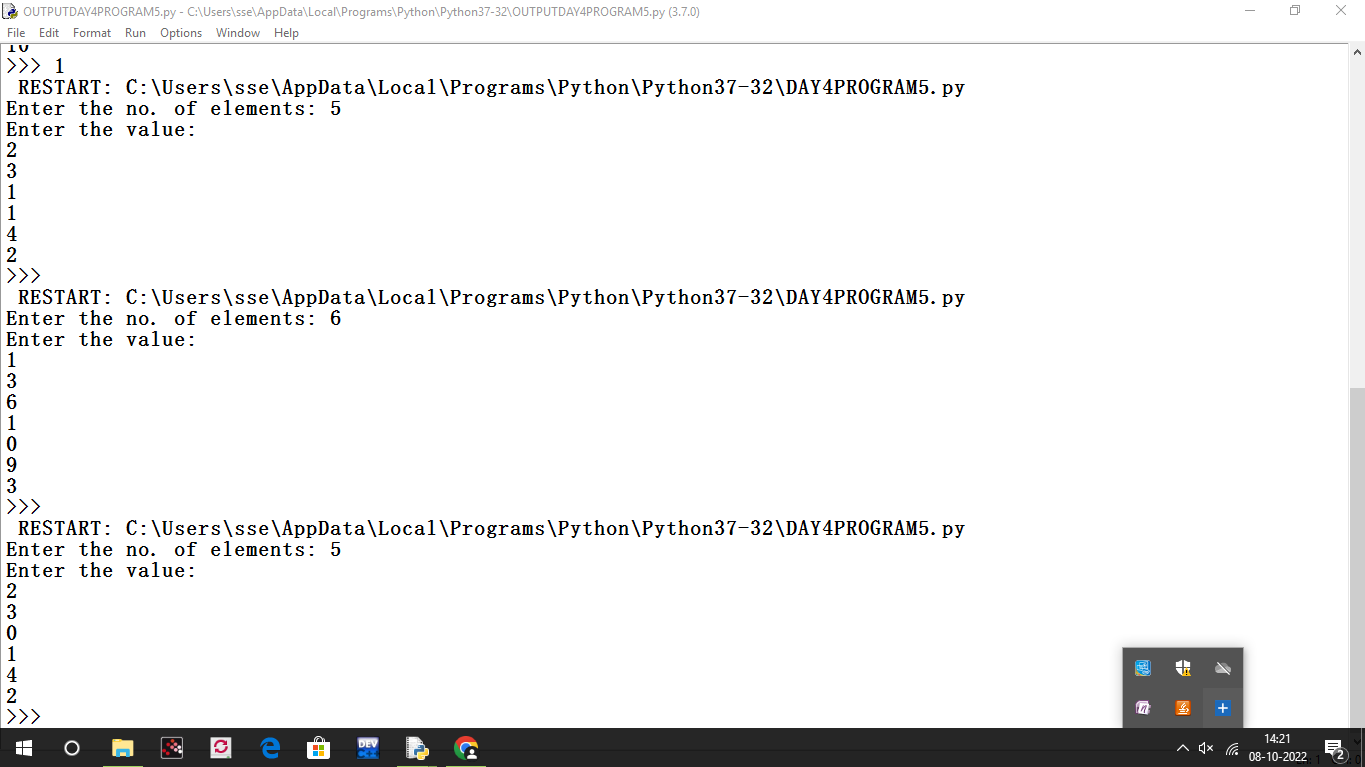 OUTPUTDAY4PROGRAM5.py - C:\Users\sse\AppData\Local\Programs\Python\Python37-32\OUTPUTDAY4PROGRAM5.py (3.7.0)
File Edit Format Run Options Window Help
10
>>> 1
RESTART: C:\Users\sse\AppData\Local\Programs\Python\Python37-32\DAY4PROGRAM5.py
Enter the no. of elements: 5
Enter the value:
2
3
1
1
4
2
>>>
RESTART: C:\Users\sse\AppData\Local\Programs\Python\Python37-32\DAY4PROGRAM5.py
Enter the no. of elements: 6
Enter the value:
1
3
6
1
0
9
3
>>>
RESTART: C:\Users\sse\AppData\Local\Programs\Python\Python37-32\DAY4PROGRAM5.py
Enter the no. of elements: 5
Enter the value:
2
3
0
1
4
2
>>>
DEV
14:21
08-10-2022
2